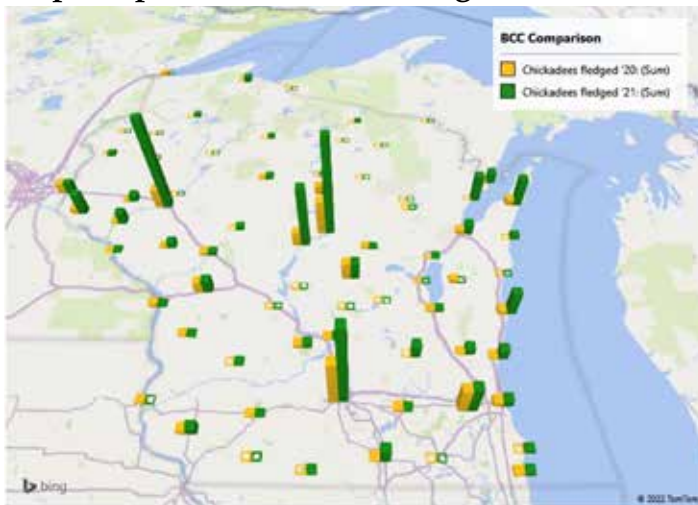 BCC Comparison
Chickadees fledged '20: (Sum)
Chickadees fledged '21: (Sum)
bing
© 2022 TomTom